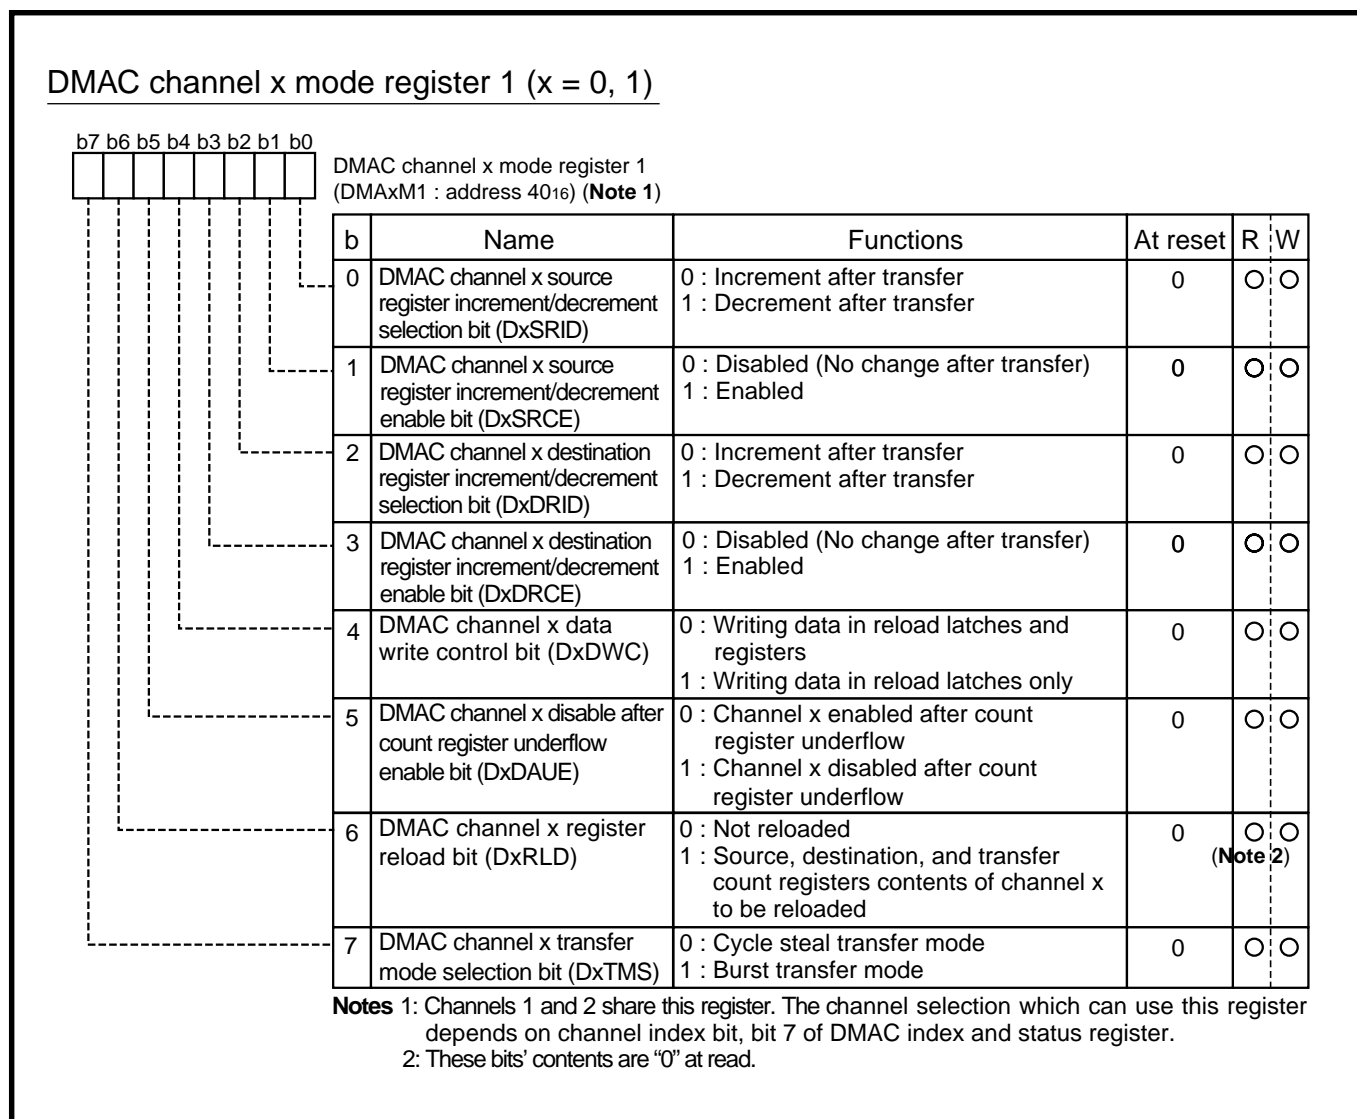 DMAC channel x mode register 1 (x = 0, 1)
b7 b6 b5 b4 b3 b2 b1 b0
DMAC channel x mode register 1
(DMAxM1 : address 4016) (Note 1)
b Name Functions At reset R W
0 DMAC channel x source 0 : Increment after transfer 0 ○ ○
register increment/decrement 1 : Decrement after transfer
selection bit (DxSRID)
1 DMAC channel x source 0 : Disabled (No change after transfer) 0 ○ ○
register increment/decrement 1 : Enabled
enable bit (DxSRCE)
2 DMAC channel x destination 0 : Increment after transfer 0 ○ ○
register increment/decrement 1 : Decrement after transfer
selection bit (DxDRID)
3 DMAC channel x destination 0 : Disabled (No change after transfer) 0 ○ ○
register increment/decrement 1 : Enabled
enable bit (DxDRCE)
4 DMAC channel x data 0 : Writing data in reload latches and 0 ○ ○
write control bit (DxDWC) registers
1 : Writing data in reload latches only
5 DMAC channel x disable after 0 : Channel x enabled after count 0 ○ ○
count register underflow register underflow
enable bit (DxDAUE) 1 : Channel x disabled after count
register underflow
6 DMAC channel x register 0 : Not reloaded 0 ○ ○
reload bit (DxRLD) 1 : Source, destination, and transfer (Note 2)
count registers contents of channel x
to be reloaded
7 DMAC channel x transfer 0 : Cycle steal transfer mode 0 ○ ○
mode selection bit (DxTMS) 1 : Burst transfer mode
Notes 1: Channels 1 and 2 share this register. The channel selection which can use this register
depends on channel index bit, bit 7 of DMAC index and status register.
2: These bits’ contents are “0” at read.